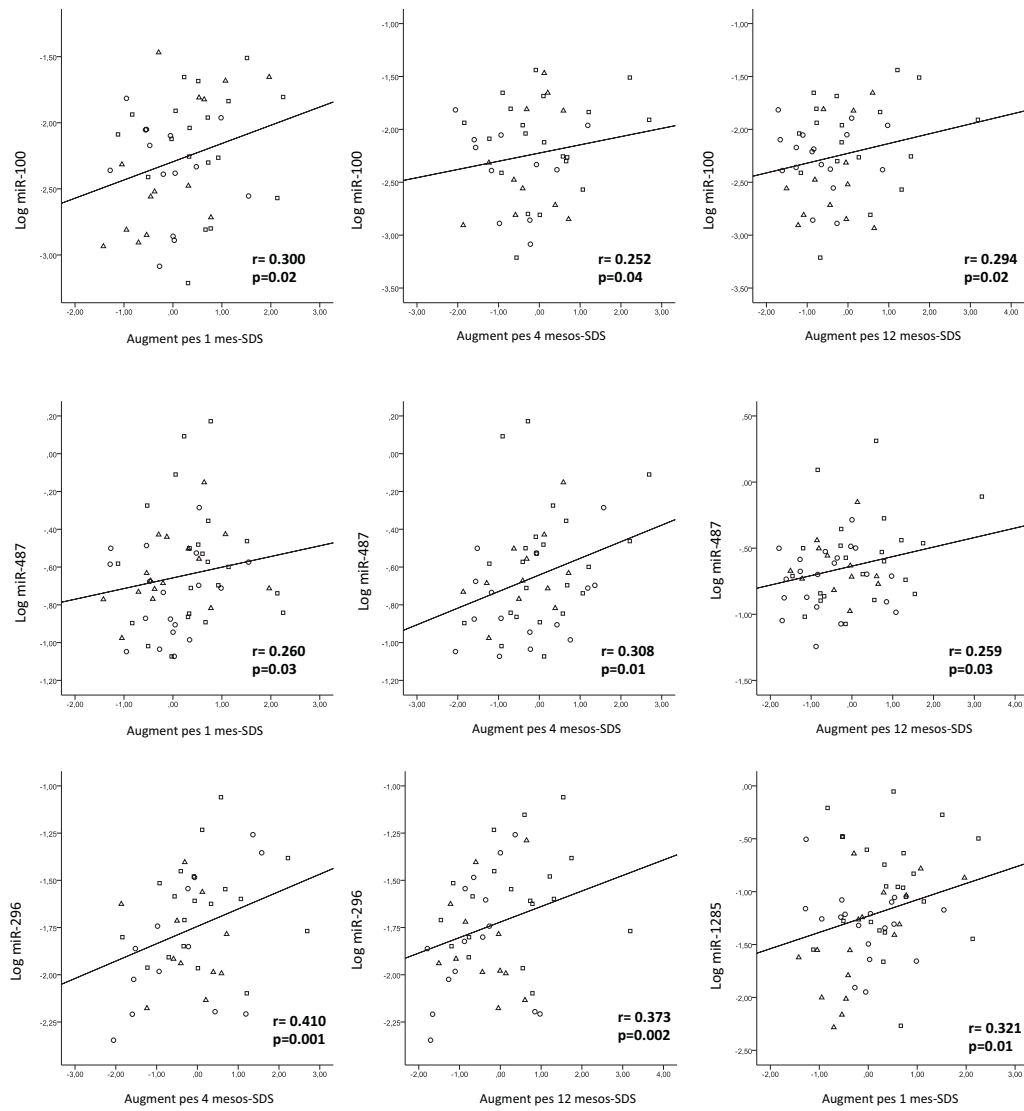 -1,00
-1,50
-2,00
-2,50
-3,00
Log miR-100
r= 0.300
p=0.02
-2,00 -1,00 ,00 1,00 2,00 3,00
Augment pes 1 mes-SDS
-1,00
-1,50
-2,00
-2,50
-3,00
-3,50
Log miR-100
r= 0.252
p=0.04
-2,00 -1,00 ,00 1,00 2,00 3,00
Augment pes 4 mesos-SDS
-1,00
-1,50
-2,00
-2,50
-3,00
-3,50
Log miR-100
r= 0.294
p=0.02
-2,00 -1,00 ,00 1,00 2,00 3,00 4,00
Augment pes 12 mesos-SDS
,20
,00
-,20
-,40
-,60
-,80
-1,00
-1,20
Log miR-487
r= 0.260
p=0.03
-2,00 -1,00 ,00 1,00 2,00 3,00
Augment pes 1 mes-SDS
,20
,00
-,20
-,40
-,60
-,80
-1,00
-1,20
Log miR-487
r= 0.308
p=0.01
-3,00 -2,00 -1,00 ,00 1,00 2,00 3,00
Augment pes 4 mesos-SDS
,50
,00
-,50
-1,00
-1,50
Log miR-487
r= 0.259
p=0.03
-2,00 -1,00 ,00 1,00 2,00 3,00 4,00
Augment pes 12 mesos-SDS
-1,00
-1,25
-1,50
-1,75
-2,00
-2,25
Log miR-296
r= 0.410
p=0.001
-3,00 -2,00 -1,00 ,00 1,00 2,00 3,00
Augment pes 4 mesos-SDS
-1,00
-1,25
-1,50
-1,75
-2,00
-2,25
Log miR-296
r= 0.373
p=0.002
-2,00 -1,00 ,00 1,00 2,00 3,00 4,00
Augment pes 12 mesos-SDS
,00
-,50
-1,00
-1,50
-2,00
-2,50
Log miR-1285
r= 0.321
p=0.01
-2,00 -1,00 ,00 1,00 2,00 3,00
Augment pes 1 mes-SDS